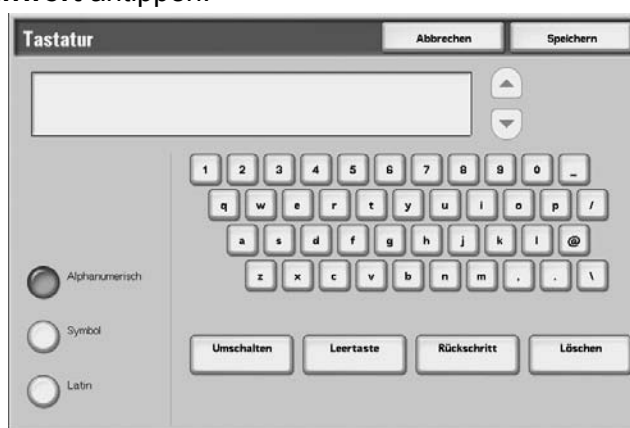 antippen.
Tastatur Abbrechen Speichern
1 2 3 4 5 6 7 8 9 0 _
q w e r t y u i o p /
a s d f g h j k l @
Alphanumerisch z x c v b n m , . \
Symbol
Umschalten Leertaste Rückschritt Löschen
Latin